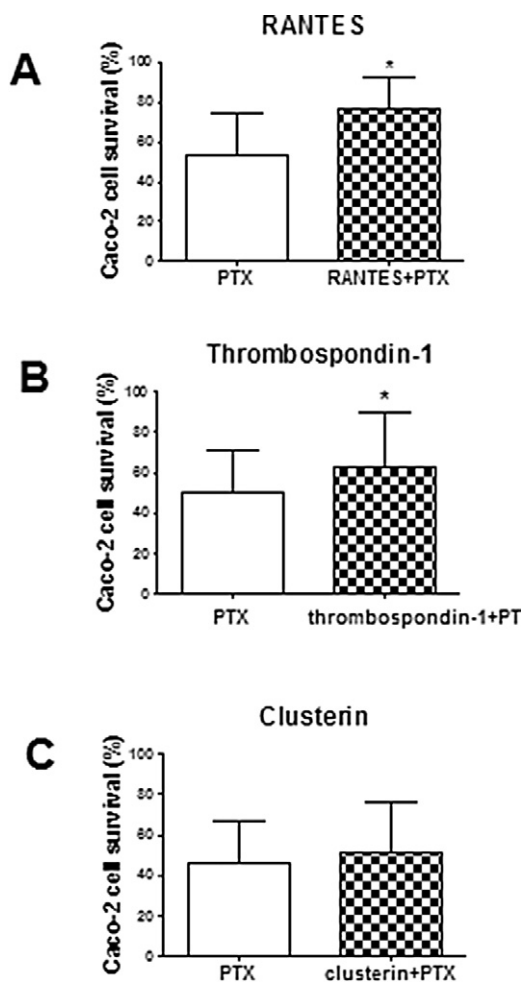 RANTES
A
Caco-2 cell survival (%)
100
80
60
40
20
0
*
PTX RANTES+PTX
Thrombospondin-1
B
Caco-2 cell survival (%)
100
80
60
40
20
0
*
PTX thrombospondin-1+PT
Clusterin
C
Caco-2 cell survival (%)
100
80
60
40
20
0
PTX clusterin+PTX